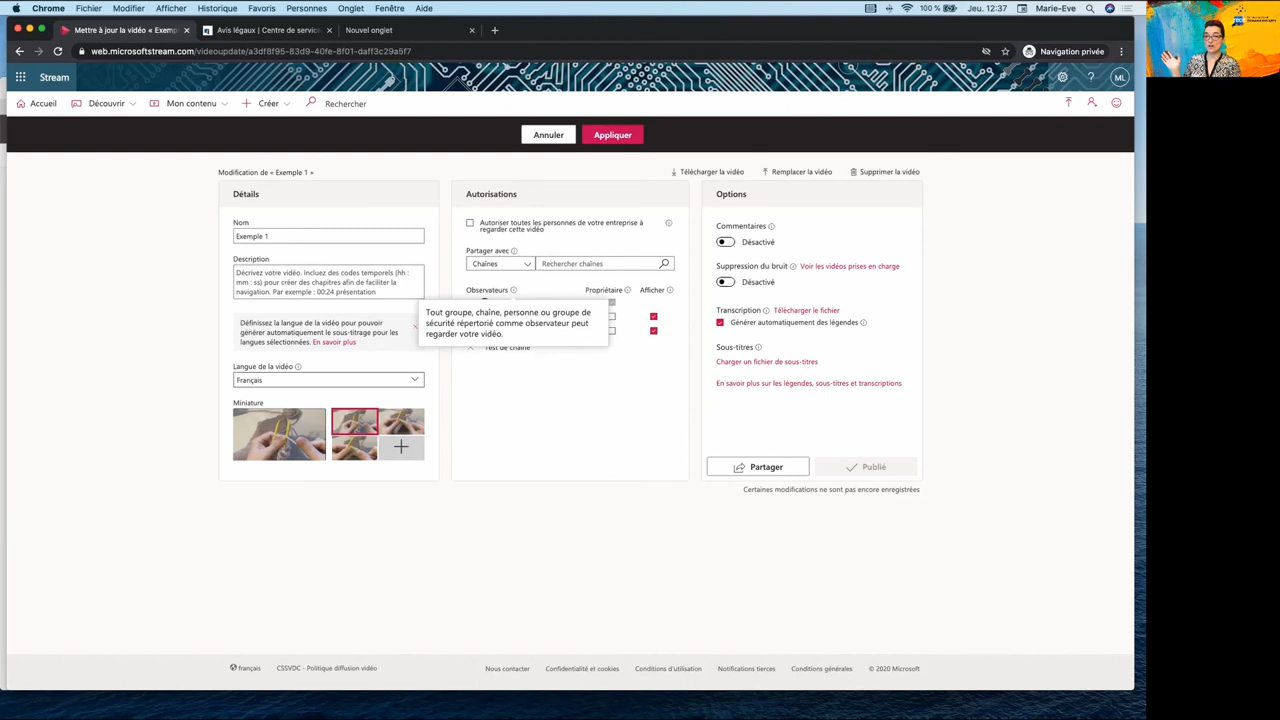 Chrome Fichier Modifier Afficher Historique Favoris Personnes Onglet Fenêtre Aide 100 % Jeu. 12:37 Marie-Eve
Mettre à jour la vidéo « Exemp
Avis légaux | Centre de service
Nouvel onglet
web.microsoftstream.com/videoupdate/a3df8f95-83d9-40fe-8f01-daff3c29a5f7
Navigation privée
Stream
ML
Accueil Découvrir Mon contenu Créer Rechercher
Annuler Appliquer
Modification de « Exemple 1 »
Télécharger la vidéo Remplacer la vidéo Supprimer la vidéo
Détails
Nom
Exemple 1
Description
Décrivez votre vidéo. Incluez des codes temporels (hh :
mm : ss) pour créer des chapitres afin de faciliter la
navigation. Par exemple : 00:24 présentation
Définissez la langue de la vidéo pour pouvoir
générer automatiquement le sous-titrage pour les
langues sélectionnées. En savoir plus
Langue de la vidéo
Français
Miniature
Autorisations
Autoriser toutes les personnes de votre entreprise à
regarder cette vidéo
Partager avec
Chaînes
Rechercher chaînes
Observateurs Propriétaire Afficher
Tout groupe, chaîne, personne ou groupe de
sécurité répertorié comme observateur peut
regarder votre vidéo.
Test de chaîne
Options
Commentaires
Désactivé
Suppression du bruit Voir les vidéos prises en charge
Désactivé
Transcription Télécharger le fichier
Générer automatiquement des légendes
Sous-titres
Charger un fichier de sous-titres
En savoir plus sur les légendes, sous-titres et transcriptions
Partager Publié
Certaines modifications ne sont pas encore enregistrées
français CSSVDC - Politique diffusion vidéo Nous contacter Confidentialité et cookies Conditions d'utilisation Notifications tierces Conditions générales © 2020 Microsoft